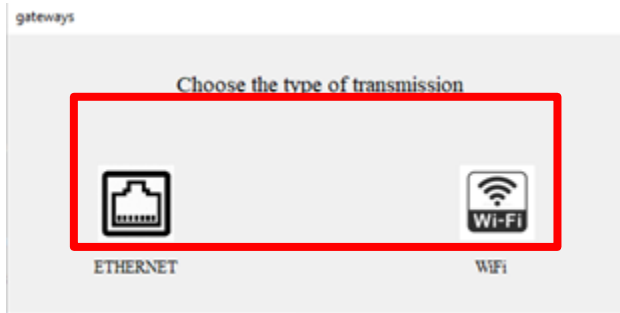 gateways
Choose the type of transmission
Wi-Fi
ETHERNET
WiFi